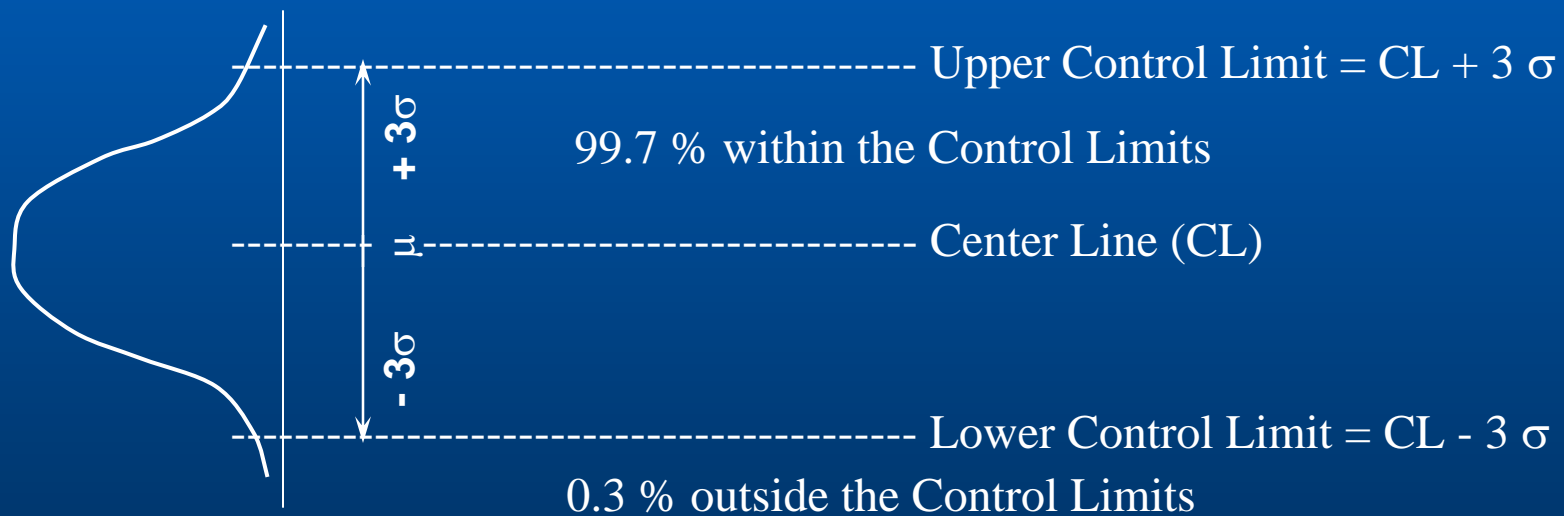 Upper Control Limit = CL + 3 σ
+ 3σ
99.7 % within the Control Limits
μ
Center Line (CL)
- 3σ
Lower Control Limit = CL - 3 σ
0.3 % outside the Control Limits